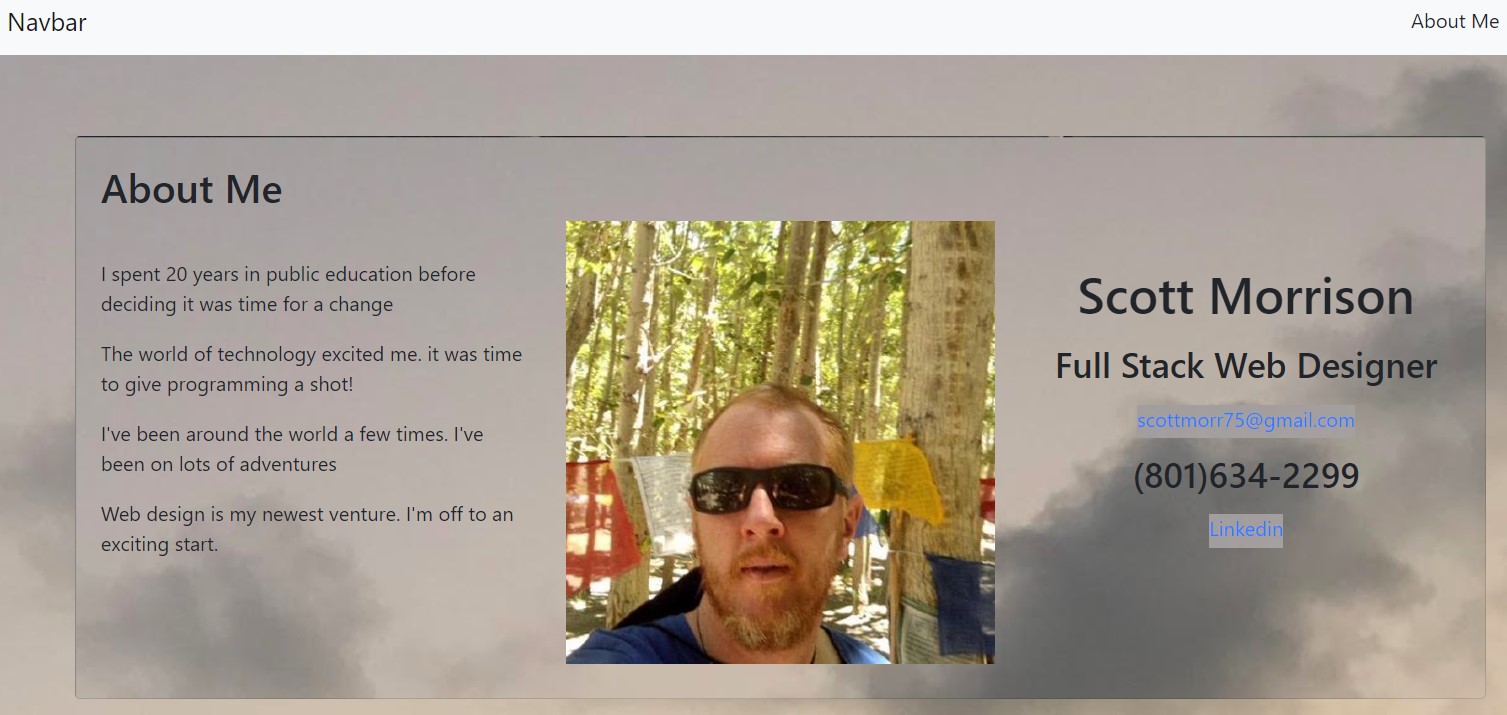 Navbar
About Me
About Me
I spent 20 years in public education before
deciding it was time for a change
The world of technology excited me. it was time
to give programming a shot!
I've been around the world a few times. I've
been on lots of adventures
Web design is my newest venture. I'm off to an
exciting start.
Scott Morrison
Full Stack Web Designer
scottmorr75@gmail.com
(801)634-2299
Linkedin